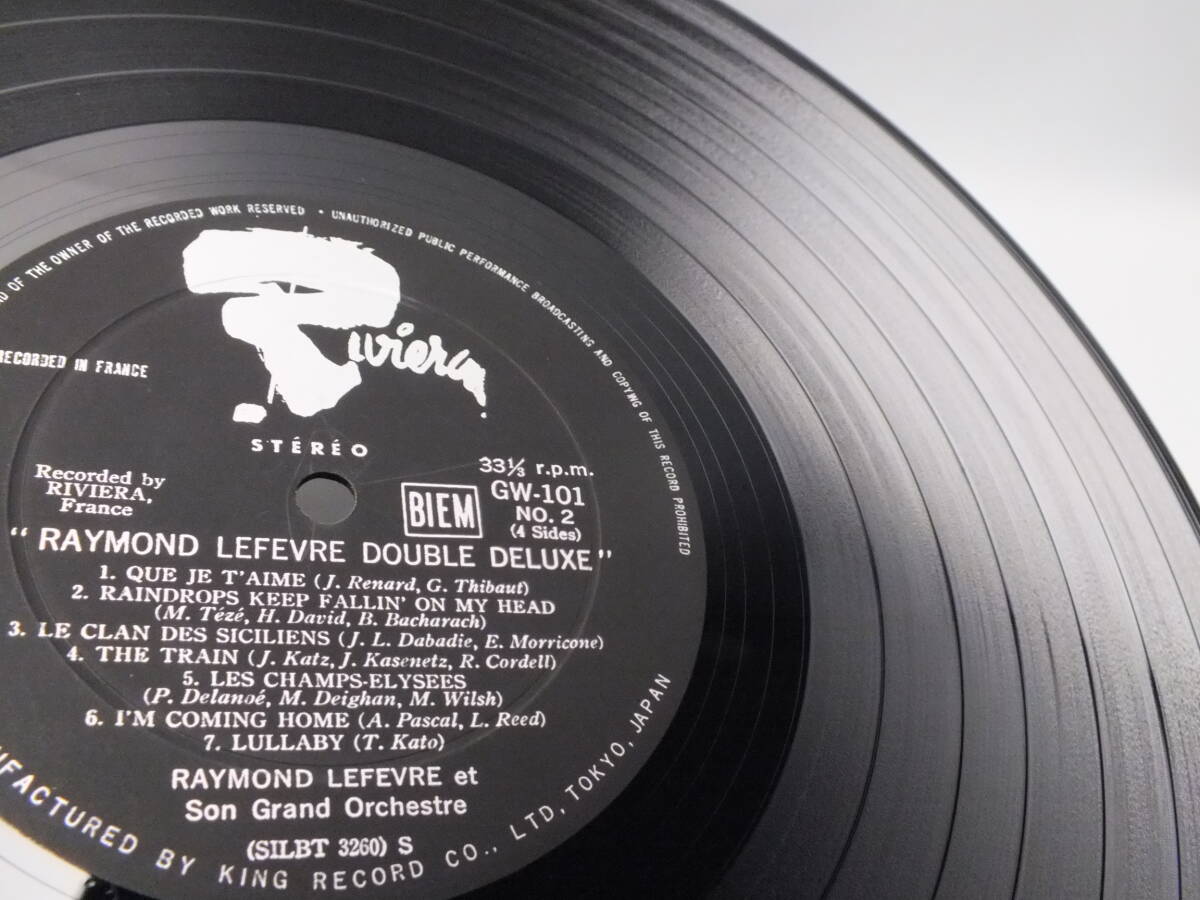 OF THE OWNER OF THE RECORDED WORK RESERVED • UNAUTHORIZED PUBLIC PERFORMANCE BROADCASTING AND COPYING OF THIS RECORD PROHIBITED
Riviera
RECORDED IN FRANCE
STÉRÉO
Recorded by
RIVIERA,
France
33⅓ r.p.m.
BIEM
GW-101
NO. 2
(4 Sides)
"RAYMOND LEFEVRE DOUBLE DELUXE"
1. QUE JE T'AIME (J. Renard, G. Thibaut)
2. RAINDROPS KEEP FALLIN' ON MY HEAD
(M. Tézé, H. David, B. Bacharach)
3. LE CLAN DES SICILIENS (J. L. Dabadie, E. Morricone)
4. THE TRAIN (J. Katz, J. Kasenetz, R. Cordell)
5. LES CHAMPS-ELYSEES
(P. Delanoé, M. Deighan, M. Wilsh)
6. I'M COMING HOME (A. Pascal, L. Reed)
7. LULLABY (T. Kato)
RAYMOND LEFEVRE et
Son Grand Orchestre
(SILBT 3260) S
UFACTURED BY KING RECORD CO., LTD, TOKYO, JAPAN